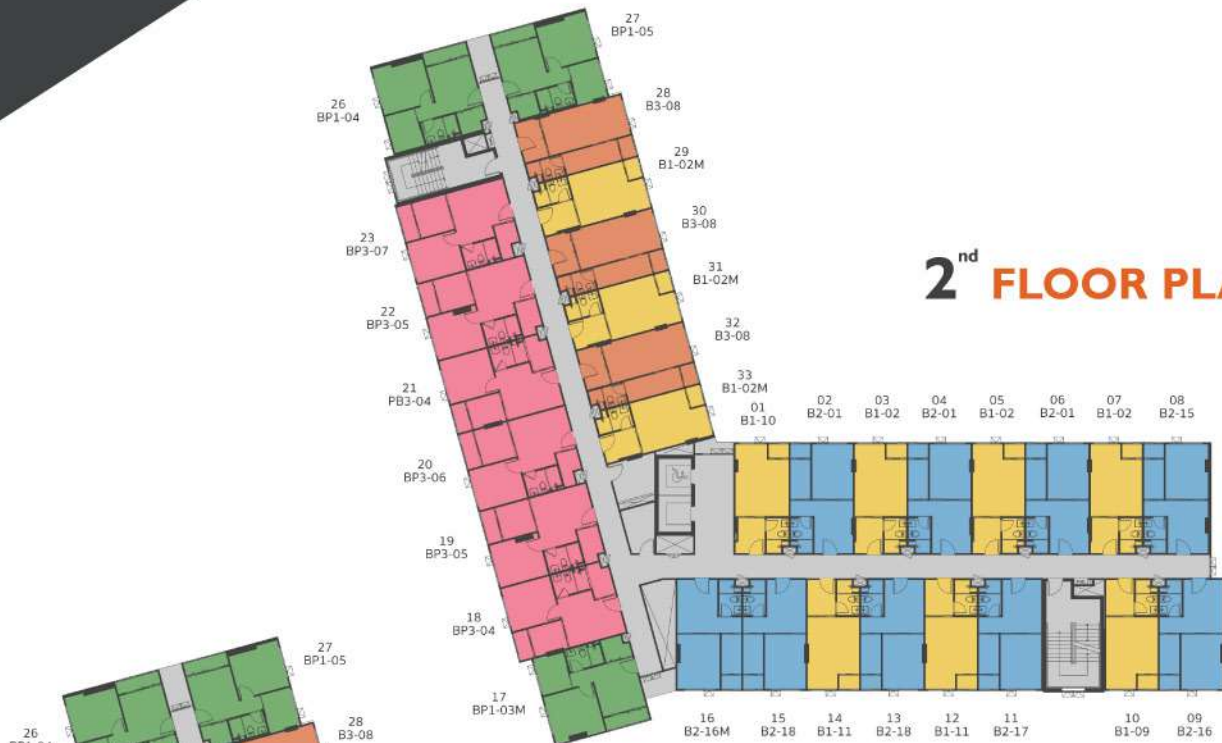 27
BP1-05
26
BP1-04
28
B3-08
29
B1-02M
30
B3-08
31
B1-02M
32
B3-08
33
B1-02M
23
BP3-07
22
BP3-05
21
PB3-04
20
BP3-06
19
BP3-05
18
BP3-04
17
BP1-03M
2nd FLOOR PLA
01
B1-10
02
B2-01
03
B1-02
04
B2-01
05
B1-02
06
B2-01
07
B1-02
08
B2-15
16
B2-16M
15
B2-18
14
B1-11
13
B2-18
12
B1-11
11
B2-17
10
B1-09
09
B2-16
27
BP1-05
28
B3-08
26